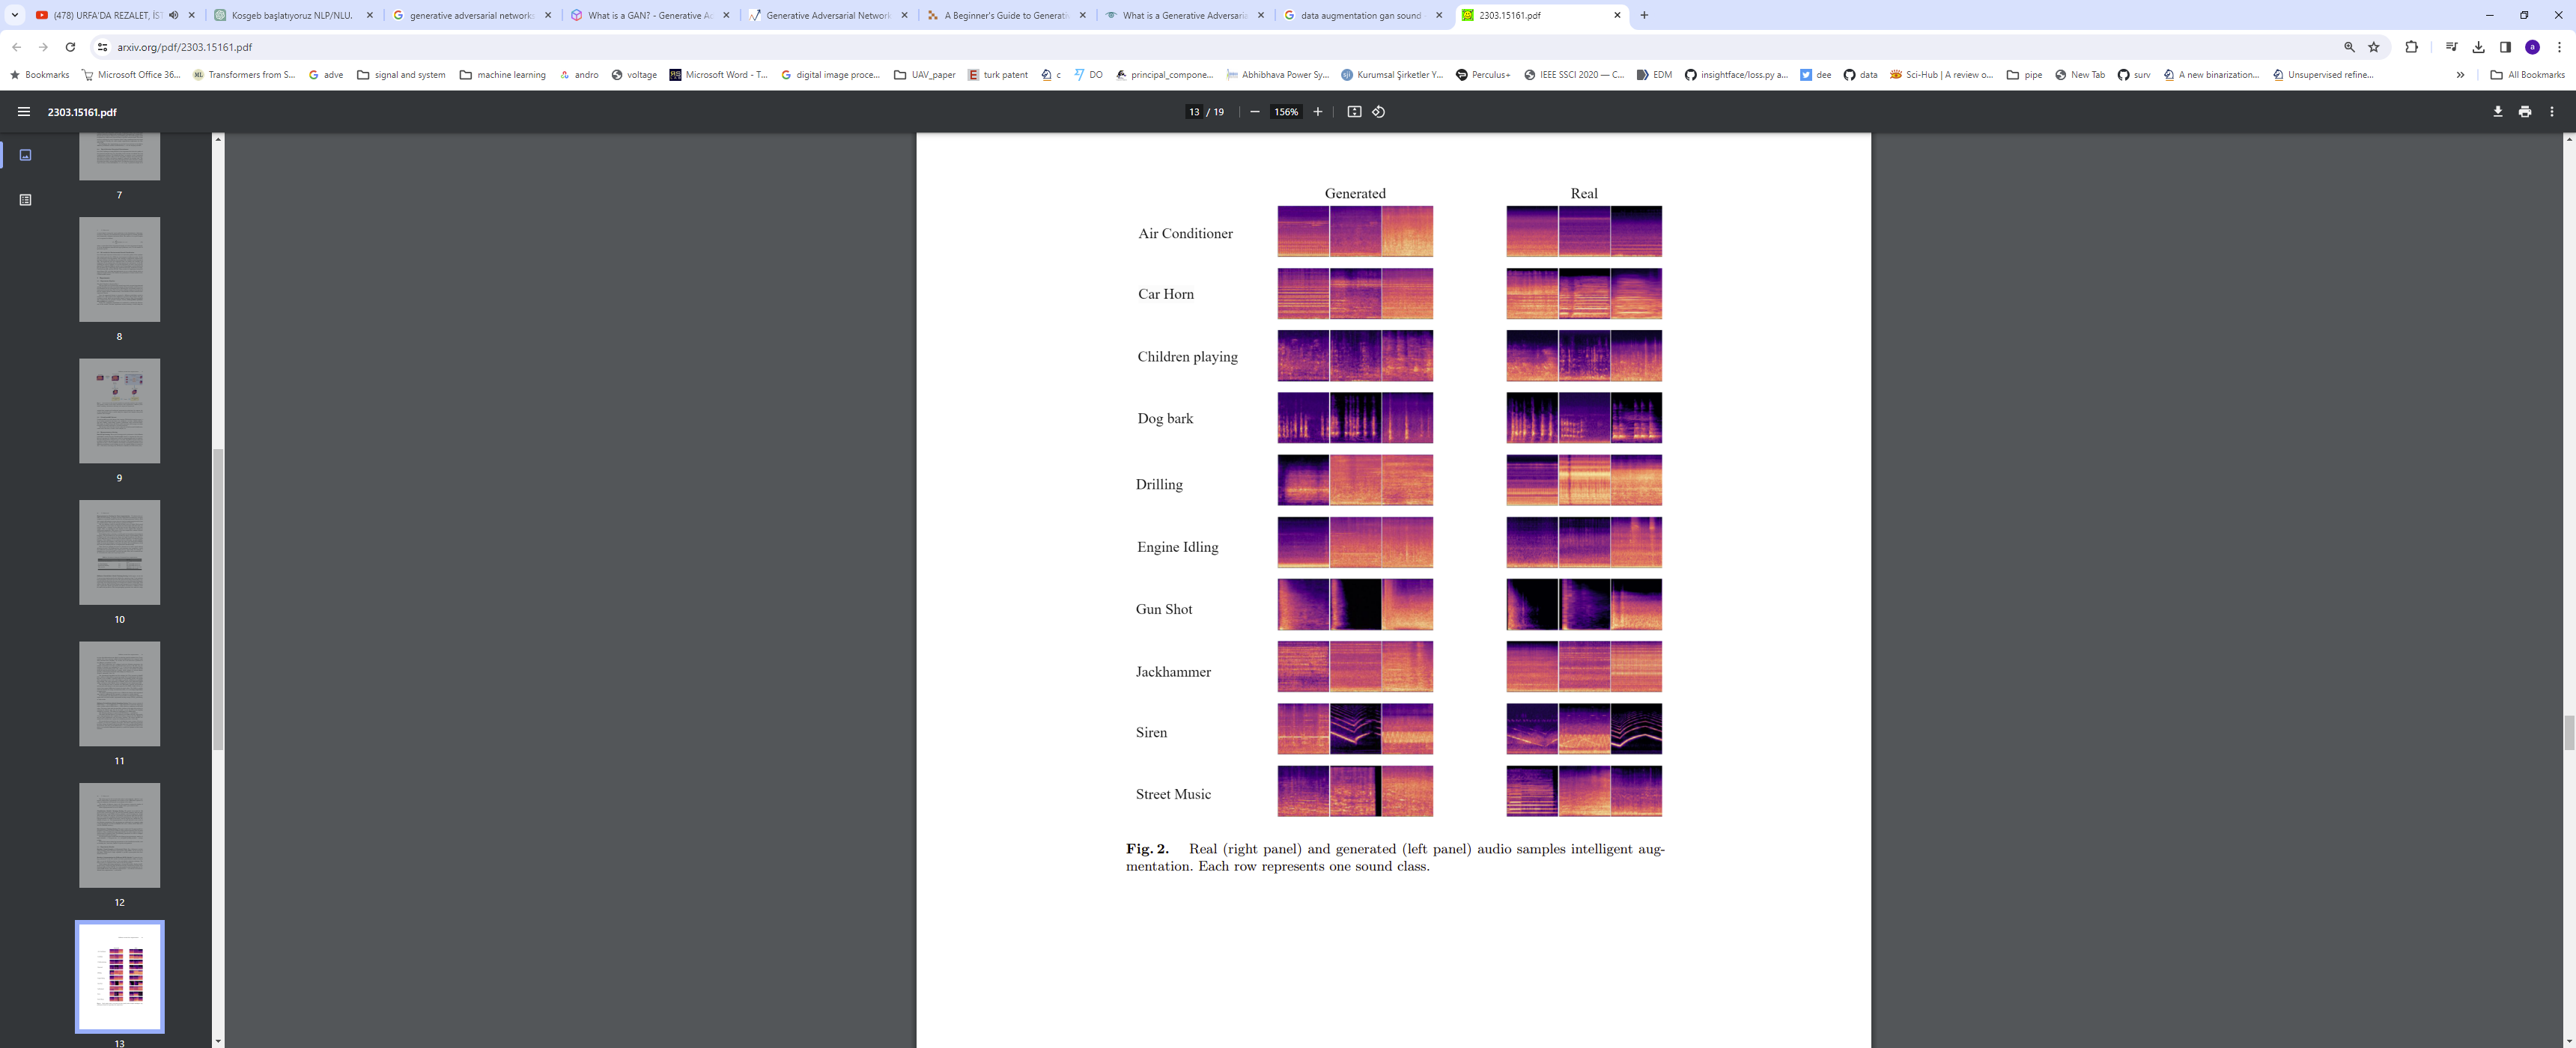 (478) URFA'DA REZALET, İST
Kosgeb başlatıyoruz NLP/NLU.
generative adversarial networks
What is a GAN? - Generative Ad
Generative Adversarial Network
A Beginner's Guide to Generati
What is a Generative Adversaria
data augmentation gan sound
2303.15161.pdf
arxiv.org/pdf/2303.15161.pdf
a
Bookmarks
Microsoft Office 36...
Transformers from S...
adve
signal and system
machine learning
andro
voltage
Microsoft Word - T...
digital image proce...
UAV_paper
turk patent
c
DO
principal_compone...
Abhibhava Power Sy...
Kurumsal Şirketler Y...
Perculus+
IEEE SSCI 2020 — C...
EDM
insightface/loss.py a...
dee
data
Sci-Hub | A review o...
pipe
New Tab
surv
A new binarization...
Unsupervised refine...
All Bookmarks
2303.15161.pdf
13 / 19
156%
7
8
9
10
11
12
13
Generated Real
Air Conditioner
Car Horn
Children playing
Dog bark
Drilling
Engine Idling
Gun Shot
Jackhammer
Siren
Street Music
Fig. 2. Real (right panel) and generated (left panel) audio samples intelligent aug-
mentation. Each row represents one sound class.